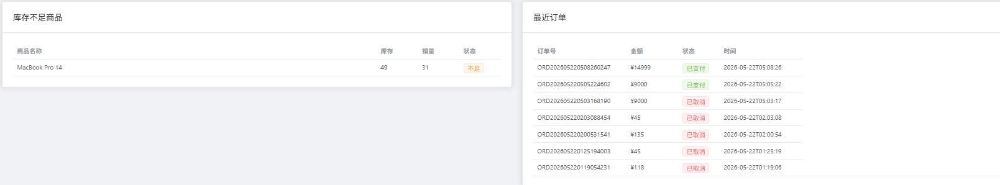 库存不足商品
商品名称 库存 销量 状态
MacBook Pro 14 49 31 不足
最近订单
订单号 金额 状态 时间
ORD202605220508260247 ¥14999 已支付 2026-05-22T05:08:26
ORD202605220505224602 ¥9000 已支付 2026-05-22T05:05:22
ORD202605220503168190 ¥9000 已取消 2026-05-22T05:03:17
ORD202605220203088454 ¥45 已取消 2026-05-22T02:03:08
ORD202605220200531541 ¥135 已取消 2026-05-22T02:00:54
ORD202605220125194003 ¥45 已取消 2026-05-22T01:25:19
ORD202605220119054231 ¥118 已取消 2026-05-22T01:19:06